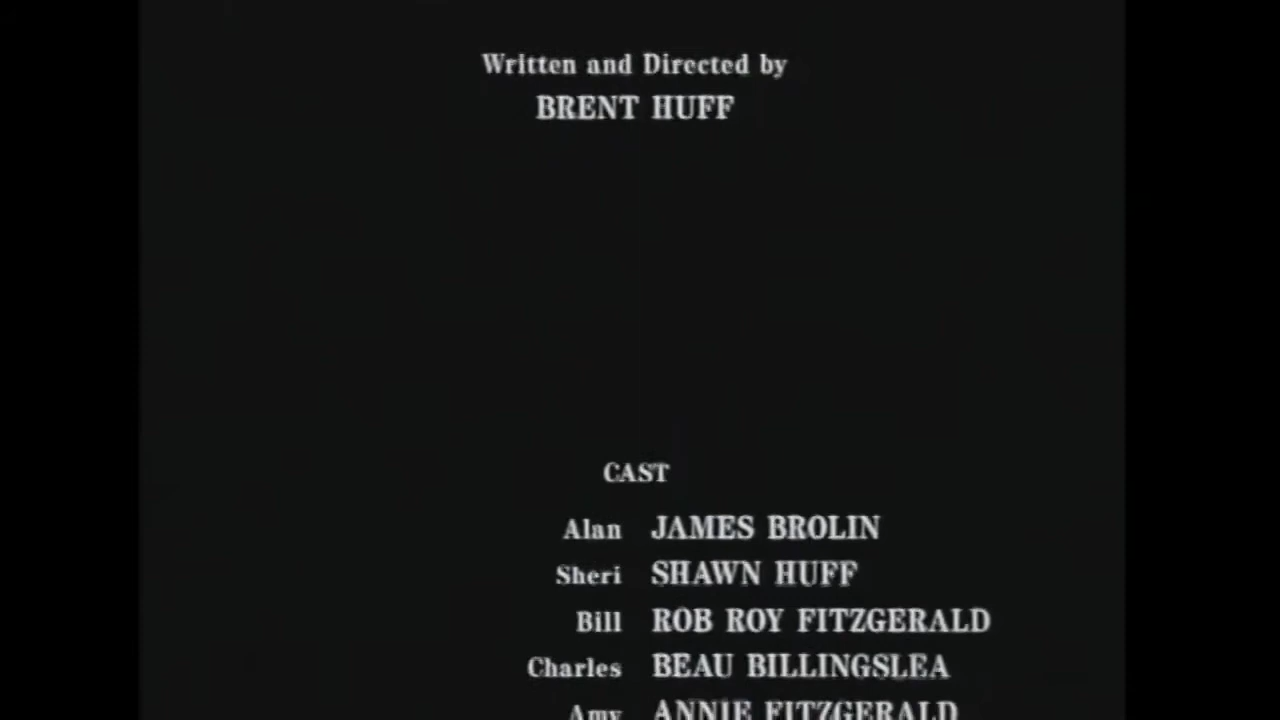 Written and Directed by
BRENT HUFF
CAST
Alan JAMES BROLIN
Sheri SHAWN HUFF
Bill ROB ROY FITZGERALD
Charles BEAU BILLINGSLEA
Amy ANNIE FITZGERALD